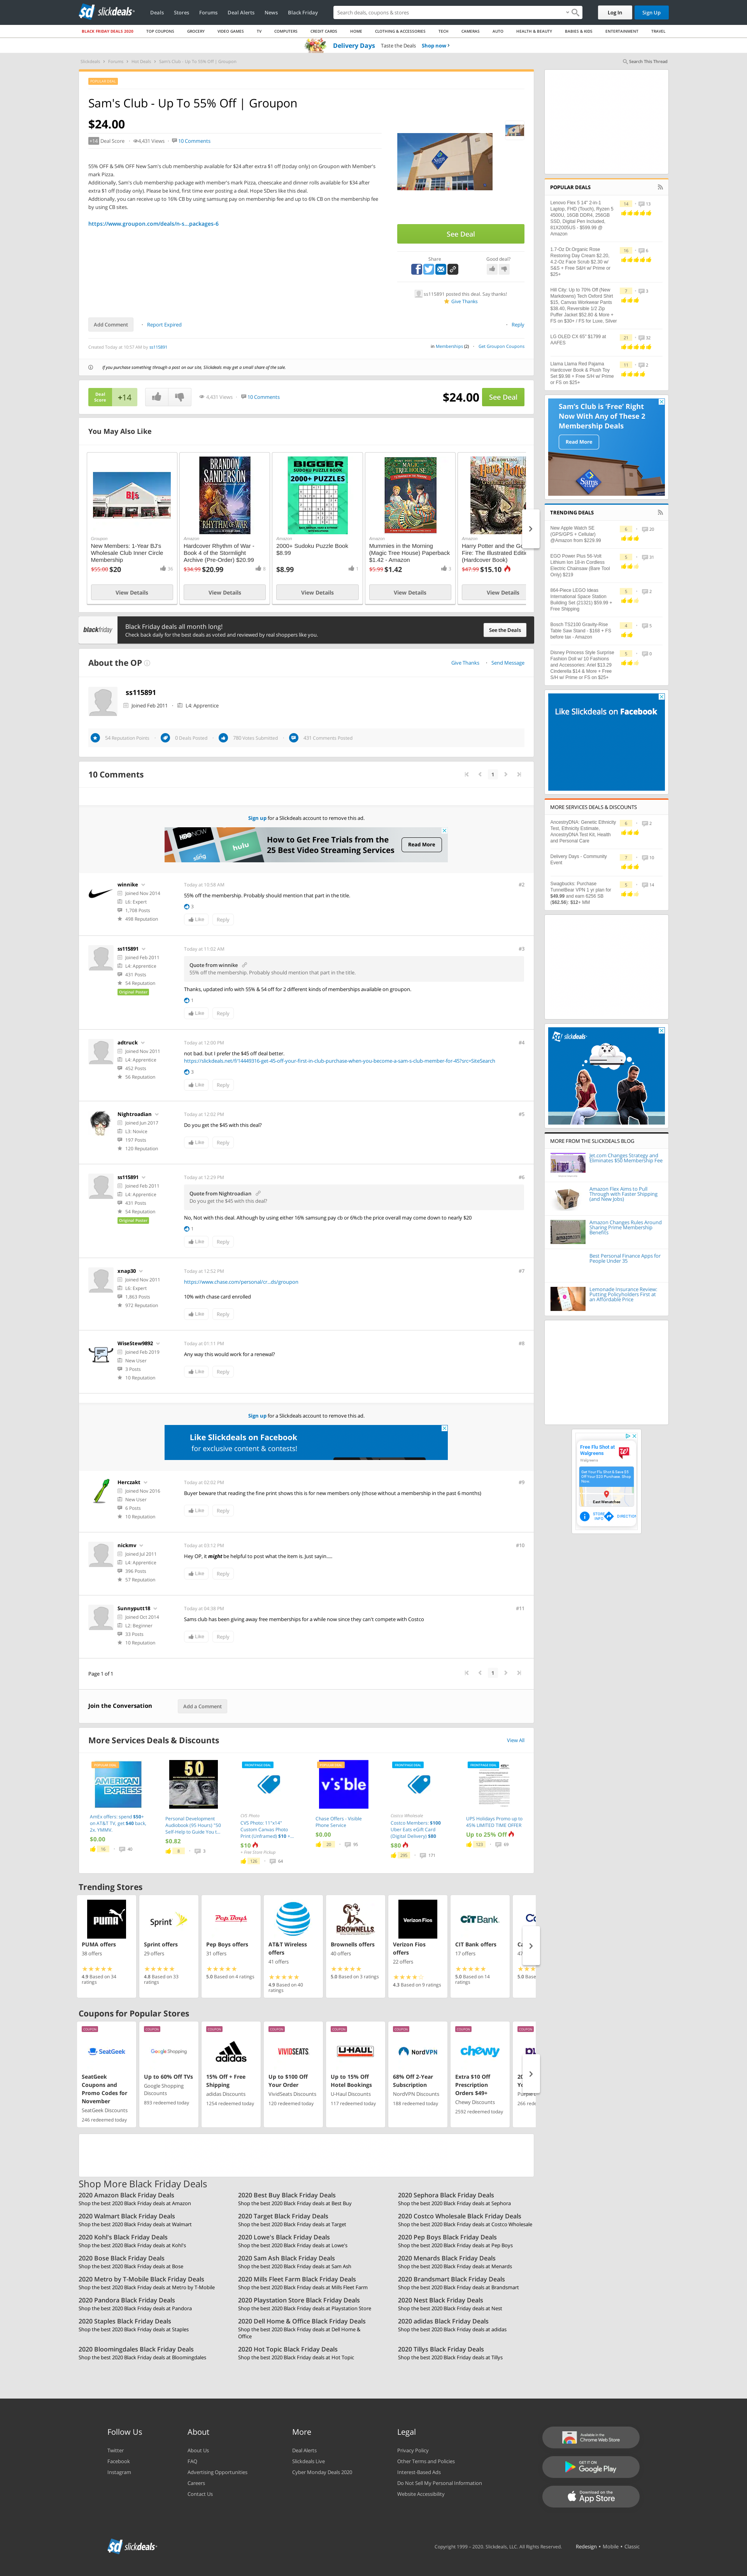 slickdeals
Deals Stores Forums Deal Alerts News Black Friday
Search deals, coupons & stores
Log In Sign Up
BLACK FRIDAY DEALS 2020 TOP COUPONS GROCERY VIDEO GAMES TV COMPUTERS CREDIT CARDS HOME CLOTHING & ACCESSORIES TECH CAMERAS AUTO HEALTH & BEAUTY BABIES & KIDS ENTERTAINMENT TRAVEL
Delivery Days Taste the Deals Shop now
Slickdeals Forums Hot Deals Sam's Club - Up To 55% Off | Groupon
Search This Thread
Sam's Club - Up To 55% Off | Groupon
$24.00
+14 Deal Score 4,431 Views 10 Comments
55% OFF & 54% OFF New Sam's club membership available for $24 after extra $1 off (today only) on Groupon with Member's
mark Pizza.
Additionally, Sam's club membership package with member's mark Pizza, cheesecake and dinner rolls available for $34 after
extra $1 off (today only). Please be kind, first time ever posting a deal. Hope SDers like this deal.
Additionally, you can receive up to 16% CB by using samsung pay on membership fee and up to 6% CB on the membership fee
by using CB sites.
https://www.groupon.com/deals/n-s...packages-6
See Deal
Share Good deal?
ss115891 posted this deal. Say thanks!
Give Thanks
Add Comment Report Expired Reply
Created Today at 10:57 AM by ss115891
in Memberships (2) Get Groupon Coupons
If you purchase something through a post on our site, Slickdeals may get a small share of the sale.
Deal Score +14 4,431 Views 10 Comments $24.00 See Deal
You May Also Like
Groupon
New Members: 1-Year BJ's
Wholesale Club Inner Circle
Membership
$55.00 $20
View Details
Amazon
Hardcover Rhythm of War -
Book 4 of the Stormlight
Archive (Pre-Order) $20.99
$34.99 $20.99
View Details
Amazon
2000+ Sudoku Puzzle Book
$8.99
$8.99
View Details
Amazon
Mummies in the Morning
(Magic Tree House) Paperback
$1.42 - Amazon
$5.99 $1.42
View Details
Amazon
Harry Potter and the Go
Fire: The Illustrated Editi
(Hardcover Book)
$47.99 $15.10
View Details
blackfriday
Black Friday deals all month long!
Check back daily for the best deals as voted and reviewed by real shoppers like you.
See the Deals
About the OP
Give Thanks Send Message
ss115891
Joined Feb 2011 L4: Apprentice
54 Reputation Points 0 Deals Posted 780 Votes Submitted 431 Comments Posted
10 Comments
1
Sign up for a Slickdeals account to remove this ad.
How to Get Free Trials from the
25 Best Video Streaming Services
Read More
winnike
Joined Nov 2014
L6: Expert
1,708 Posts
498 Reputation
Today at 10:58 AM #2
55% off the membership. Probably should mention that part in the title.
3
Like Reply
ss115891
Joined Feb 2011
L4: Apprentice
431 Posts
54 Reputation
Original Poster
Today at 11:02 AM #3
Quote from winnike
55% off the membership. Probably should mention that part in the title.
Thanks, updated info with 55% & 54 off for 2 different kinds of memberships available on groupon.
1
Like Reply
adtruck
Joined Nov 2011
L4: Apprentice
452 Posts
56 Reputation
Today at 12:00 PM #4
not bad. but I prefer the $45 off deal better.
https://slickdeals.net/f/14449316-get-45-off-your-first-in-club-purchase-when-you-become-a-sam-s-club-member-for-45?src=SiteSearch
3
Like Reply
Nightroadian
Joined Jun 2017
L3: Novice
197 Posts
120 Reputation
Today at 12:02 PM #5
Do you get the $45 with this deal?
Like Reply
ss115891
Joined Feb 2011
L4: Apprentice
431 Posts
54 Reputation
Original Poster
Today at 12:29 PM #6
Quote from Nightroadian
Do you get the $45 with this deal?
No, Not with this deal. Although by using either 16% samsung pay cb or 6%cb the price overall may come down to nearly $20
1
Like Reply
xnap30
Joined Nov 2011
L6: Expert
1,863 Posts
972 Reputation
Today at 12:52 PM #7
https://www.chase.com/personal/cr...ds/groupon
10% with chase card enrolled
Like Reply
WiseStew9892
Joined Feb 2019
New User
3 Posts
10 Reputation
Today at 01:11 PM #8
Any way this would work for a renewal?
Like Reply
Sign up for a Slickdeals account to remove this ad.
Like Slickdeals on Facebook
for exclusive content & contests!
Herczakt
Joined Nov 2016
New User
6 Posts
10 Reputation
Today at 02:02 PM #9
Buyer beware that reading the fine print shows this is for new members only (those without a membership in the past 6 months)
Like Reply
nickmv
Joined Jul 2011
L4: Apprentice
396 Posts
57 Reputation
Today at 03:12 PM #10
Hey OP, it might be helpful to post what the item is. Just sayin.....
Like Reply
Sunnyputt18
Joined Oct 2014
L2: Beginner
33 Posts
10 Reputation
Today at 04:36 PM #11
Sams club has been giving away free memberships for a while now since they can't compete with Costco
Like Reply
Page 1 of 1
1
Join the Conversation Add a Comment
More Services Deals & Discounts View All
AmEx offers: spend $50+
on AT&T TV, get $40 back,
2x. YMMV.
$0.00
Personal Development
Audiobook (95 Hours) "50
Self-Help to Guide You t...
$0.82
CVS Photo
CVS Photo: 11"x14"
Custom Canvas Photo
Print (Unframed) $10 +...
$10
+ Free Store Pickup
Chase Offers - Visible
Phone Service
$0.00
Costco Wholesale
Costco Members: $100
Uber Eats eGift Card
(Digital Delivery) $80
$80
UPS Holidays Promo up to
45% LIMITED TIME OFFER
Up to 25% Off
Trending Stores
PUMA offers
38 offers
4.9 Based on 34 ratings
Sprint offers
29 offers
4.8 Based on 33 ratings
Pep Boys offers
31 offers
5.0 Based on 4 ratings
AT&T Wireless offers
41 offers
4.9 Based on 40 ratings
Brownells offers
40 offers
5.0 Based on 3 ratings
Verizon Fios offers
22 offers
4.3 Based on 9 ratings
CIT Bank offers
17 offers
5.0 Based on 14 ratings
Coupons for Popular Stores
SeatGeek Coupons and Promo Codes for November
SeatGeek Discounts
246 redeemed today
Up to 60% Off TVs
Google Shopping Discounts
893 redeemed today
15% Off + Free Shipping
adidas Discounts
1254 redeemed today
Up to $100 Off Your Order
VividSeats Discounts
120 redeemed today
Up to 15% Off
U-Haul Discounts
117 redeemed today
68% Off 2-Year Subscription
NordVPN Discounts
188 redeemed today
Extra $10 Off Prescription Orders $49+
Chewy Discounts
2592 redeemed today
Shop More Black Friday Deals
2020 Amazon Black Friday Deals
Shop the best 2020 Black Friday deals at Amazon
2020 Best Buy Black Friday Deals
Shop the best 2020 Black Friday deals at Best Buy
2020 Sephora Black Friday Deals
Shop the best 2020 Black Friday deals at Sephora
2020 Walmart Black Friday Deals
Shop the best 2020 Black Friday deals at Walmart
2020 Target Black Friday Deals
Shop the best 2020 Black Friday deals at Target
2020 Costco Wholesale Black Friday Deals
Shop the best 2020 Black Friday deals at Costco Wholesale
2020 Kohl's Black Friday Deals
Shop the best 2020 Black Friday deals at Kohl's
2020 Lowe's Black Friday Deals
Shop the best 2020 Black Friday deals at Lowe's
2020 Pep Boys Black Friday Deals
Shop the best 2020 Black Friday deals at Pep Boys
2020 Bose Black Friday Deals
Shop the best 2020 Black Friday deals at Bose
2020 Sam Ash Black Friday Deals
Shop the best 2020 Black Friday deals at Sam Ash
2020 Menards Black Friday Deals
Shop the best 2020 Black Friday deals at Menards
2020 Metro by T-Mobile Black Friday Deals
Shop the best 2020 Black Friday deals at Metro by T-Mobile
2020 Mills Fleet Farm Black Friday Deals
Shop the best 2020 Black Friday deals at Mills Fleet Farm
2020 Brandsmart Black Friday Deals
Shop the best 2020 Black Friday deals at Brandsmart
2020 Pandora Black Friday Deals
Shop the best 2020 Black Friday deals at Pandora
2020 Playstation Store Black Friday Deals
Shop the best 2020 Black Friday deals at Playstation Store
2020 Nest Black Friday Deals
Shop the best 2020 Black Friday deals at Nest
2020 Staples Black Friday Deals
Shop the best 2020 Black Friday deals at Staples
2020 Dell Home & Office Black Friday Deals
Shop the best 2020 Black Friday deals at Dell Home &
Office
2020 adidas Black Friday Deals
Shop the best 2020 Black Friday deals at adidas
2020 Bloomingdales Black Friday Deals
Shop the best 2020 Black Friday deals at Bloomingdales
2020 Hot Topic Black Friday Deals
Shop the best 2020 Black Friday deals at Hot Topic
2020 Tillys Black Friday Deals
Shop the best 2020 Black Friday deals at Tillys
POPULAR DEALS
Lenovo Flex 5 14" 2-in-1
Laptop, FHD (Touch), Ryzen 5
4500U, 16GB DDR4, 256GB
SSD, Digital Pen Included,
81X20005US - $599.99 @
Amazon
1.7-Oz Dr.Organic Rose
Restoring Day Cream $2.20,
4.2-Oz Face Scrub $2.30 w/
S&S + Free S&H w/ Prime or
$25+
Hill City: Up to 70% Off (New
Markdowns) Tech Oxford Shirt
$15, Canvas Workwear Pants
$38.40, Reversible 1/2 Zip
Puffer Jacket $52.80 & More +
FS on $30+ / FS for Luxe, Silver
LG OLED CX 65" $1799 at
AAFES
Llama Llama Red Pajama
Hardcover Book & Plush Toy
Set $9.98 + Free S/H w/ Prime
or FS on $25+
Sam's Club is 'Free' Right
Now With Any of These 2
Membership Deals
Read More
TRENDING DEALS
New Apple Watch SE
(GPS/GPS + Cellular)
@Amazon from $229.99
EGO Power Plus 56-Volt
Lithium Ion 18-in Cordless
Electric Chainsaw (Bare Tool
Only) $219
864-Piece LEGO Ideas
International Space Station
Building Set (21321) $59.99 +
Free Shipping
Bosch TS2100 Gravity-Rise
Table Saw Stand - $168 + FS
before tax - Amazon
Disney Princess Style Surprise
Fashion Doll w/ 10 Fashions
and Accessories: Ariel $13.29
Cinderella $14 & More + Free
S/H w/ Prime or FS on $25+
Like Slickdeals on Facebook
MORE SERVICES DEALS & DISCOUNTS
AncestryDNA: Genetic Ethnicity
Test, Ethnicity Estimate,
AncestryDNA Test Kit, Health
and Personal Care
Delivery Days - Community
Event
Swagbucks: Purchase
TunnelBear VPN 1 yr plan for
$49.99 and earn 6256 SB
($62.56); $12+ MM
slickdeals
MORE FROM THE SLICKDEALS BLOG
Jet.com Changes Strategy and
Eliminates $50 Membership Fee
Amazon Flex Aims to Pull
Through with Faster Shipping
(and New Jobs)
Amazon Changes Rules Around
Sharing Prime Membership
Benefits
Best Personal Finance Apps for
People Under 35
Lemonade Insurance Review:
Putting Policyholders First at
an Affordable Price
Free Flu Shot at
Walgreens
Walgreens
East Wenatchee
STORE INFO DIRECTIONS
Follow Us
Twitter
Facebook
Instagram
About
About Us
FAQ
Advertising Opportunities
Careers
Contact Us
More
Deal Alerts
Slickdeals Live
Cyber Monday Deals 2020
Legal
Privacy Policy
Other Terms and Policies
Interest-Based Ads
Do Not Sell My Personal Information
Website Accessibility
Available in the Chrome Web Store
GET IT ON Google Play
Download on the App Store
slickdeals
Copyright 1999 - 2020. Slickdeals, LLC. All Rights Reserved. Redesign • Mobile • Classic